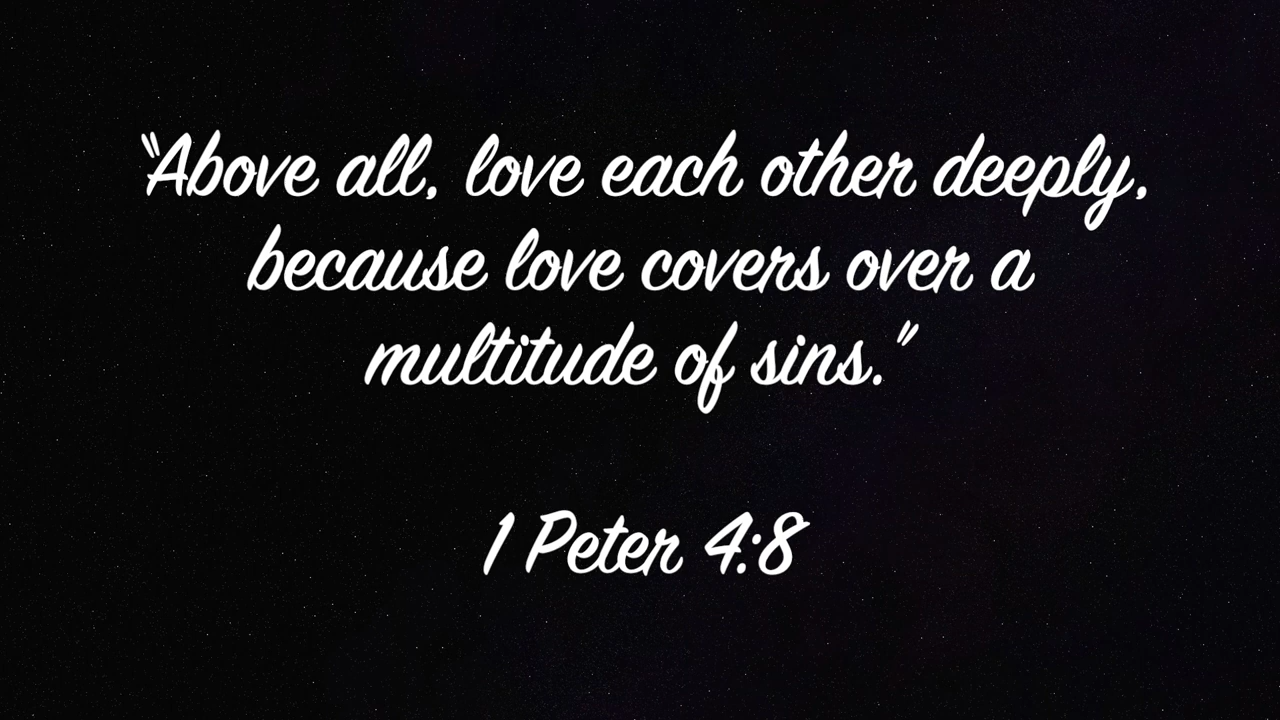 “Above all, love each other deeply,
because love covers over a
multitude of sins.”
1 Peter 4:8